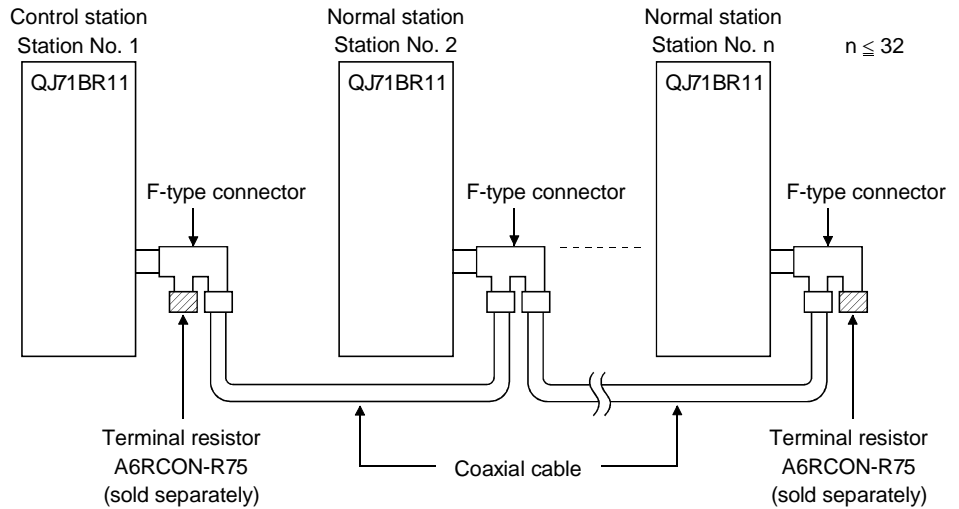 Control station
Station No. 1
Normal station
Station No. 2
Normal station
Station No. n
n ≦ 32
QJ71BR11
QJ71BR11
QJ71BR11
F-type connector
F-type connector
F-type connector
Terminal resistor
A6RCON-R75
(sold separately)
Coaxial cable
Terminal resistor
A6RCON-R75
(sold separately)